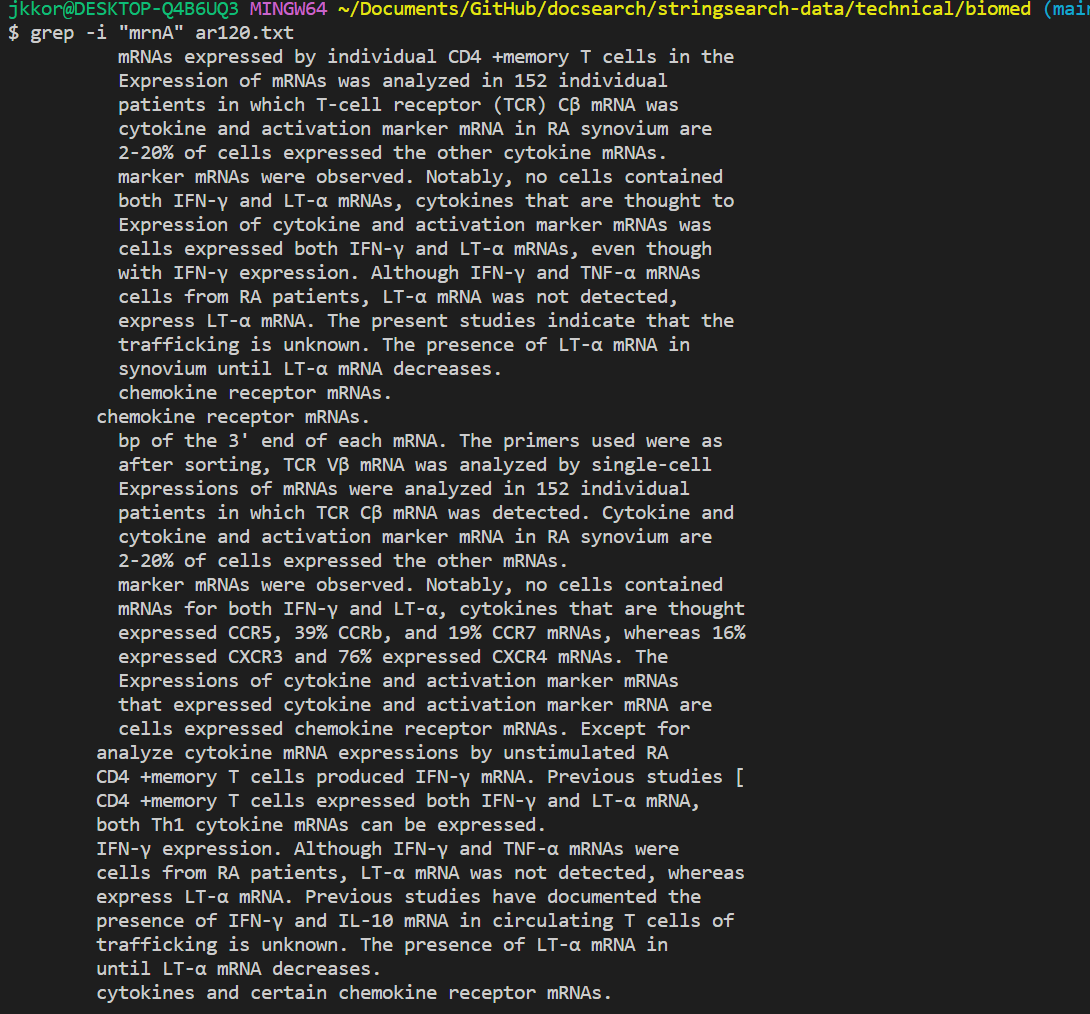 jkkor@DESKTOP-Q4B6UQ3 MINGW64 ~/Documents/GitHub/docsearch/stringsearch-data/technical/biomed (mai
$ grep -i "mrnA" ar120.txt
mRNAs expressed by individual CD4 +memory T cells in the
Expression of mRNAs was analyzed in 152 individual
patients in which T-cell receptor (TCR) Cβ mRNA was
cytokine and activation marker mRNA in RA synovium are
2-20% of cells expressed the other cytokine mRNAs.
marker mRNAs were observed. Notably, no cells contained
both IFN-γ and LT-α mRNAs, cytokines that are thought to
Expression of cytokine and activation marker mRNAs was
cells expressed both IFN-γ and LT-α mRNAs, even though
with IFN-γ expression. Although IFN-γ and TNF-α mRNAs
cells from RA patients, LT-α mRNA was not detected,
express LT-α mRNA. The present studies indicate that the
trafficking is unknown. The presence of LT-α mRNA in
synovium until LT-α mRNA decreases.
chemokine receptor mRNAs.
chemokine receptor mRNAs.
bp of the 3' end of each mRNA. The primers used were as
after sorting, TCR Vβ mRNA was analyzed by single-cell
Expressions of mRNAs were analyzed in 152 individual
patients in which TCR Cβ mRNA was detected. Cytokine and
cytokine and activation marker mRNA in RA synovium are
2-20% of cells expressed the other mRNAs.
marker mRNAs were observed. Notably, no cells contained
mRNAs for both IFN-γ and LT-α, cytokines that are thought
expressed CCR5, 39% CCRb, and 19% CCR7 mRNAs, whereas 16%
expressed CXCR3 and 76% expressed CXCR4 mRNAs. The
Expressions of cytokine and activation marker mRNAs
that expressed cytokine and activation marker mRNA are
cells expressed chemokine receptor mRNAs. Except for
analyze cytokine mRNA expressions by unstimulated RA
CD4 +memory T cells produced IFN-γ mRNA. Previous studies [
CD4 +memory T cells expressed both IFN-γ and LT-α mRNA,
both Th1 cytokine mRNAs can be expressed.
IFN-γ expression. Although IFN-γ and TNF-α mRNAs were
cells from RA patients, LT-α mRNA was not detected, whereas
express LT-α mRNA. Previous studies have documented the
presence of IFN-γ and IL-10 mRNA in circulating T cells of
trafficking is unknown. The presence of LT-α mRNA in
until LT-α mRNA decreases.
cytokines and certain chemokine receptor mRNAs.